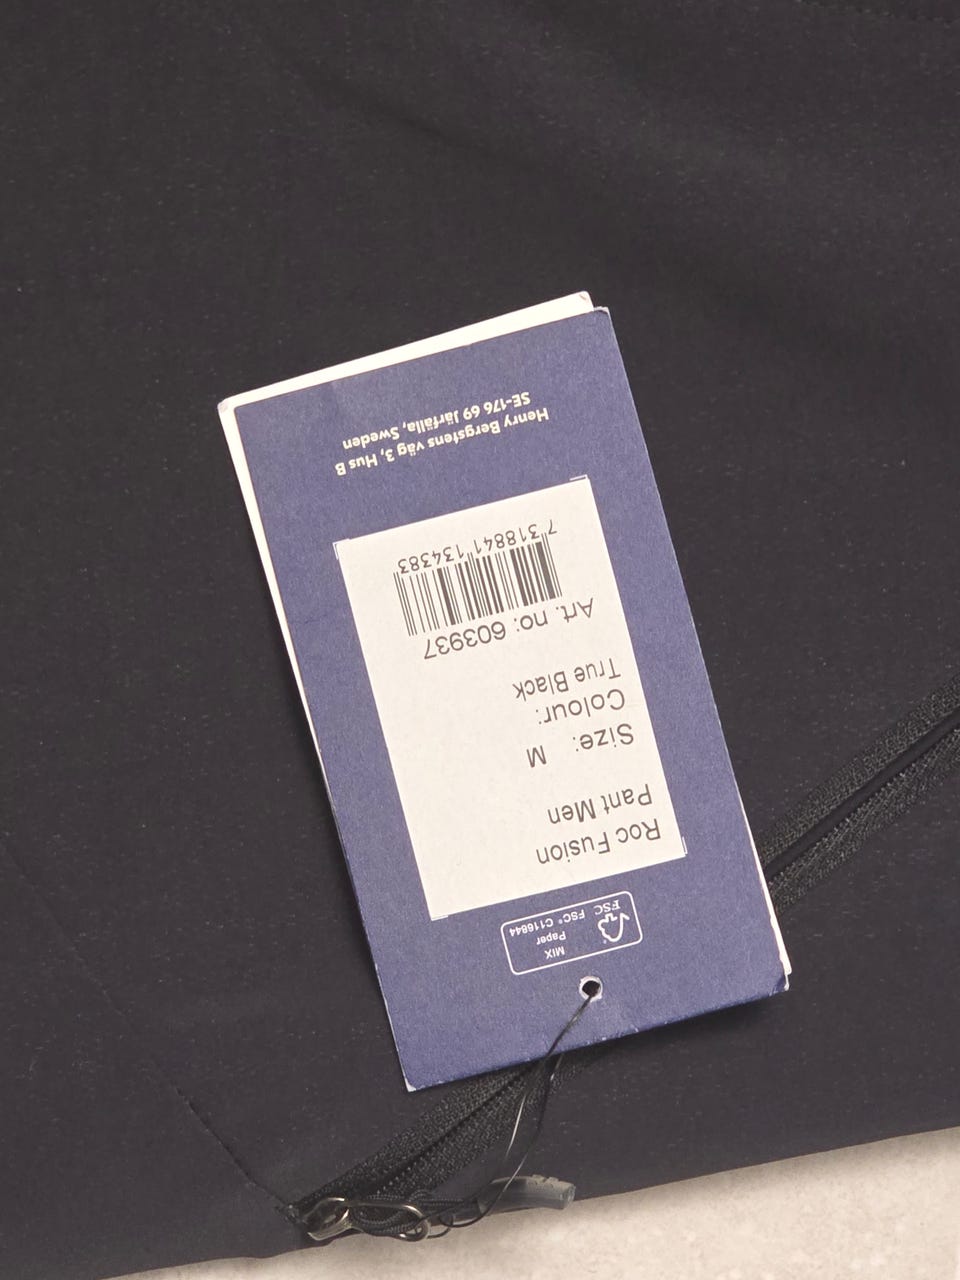 MIX
Paper
FSC
FSC® C116844
Roc Fusion
Pant Men
Size: M
Colour:
True Black
Art. no: 603937
7 318841 134383
Henry Bergstens väg 3, Hus B
SE-176 69 Järfälla, Sweden